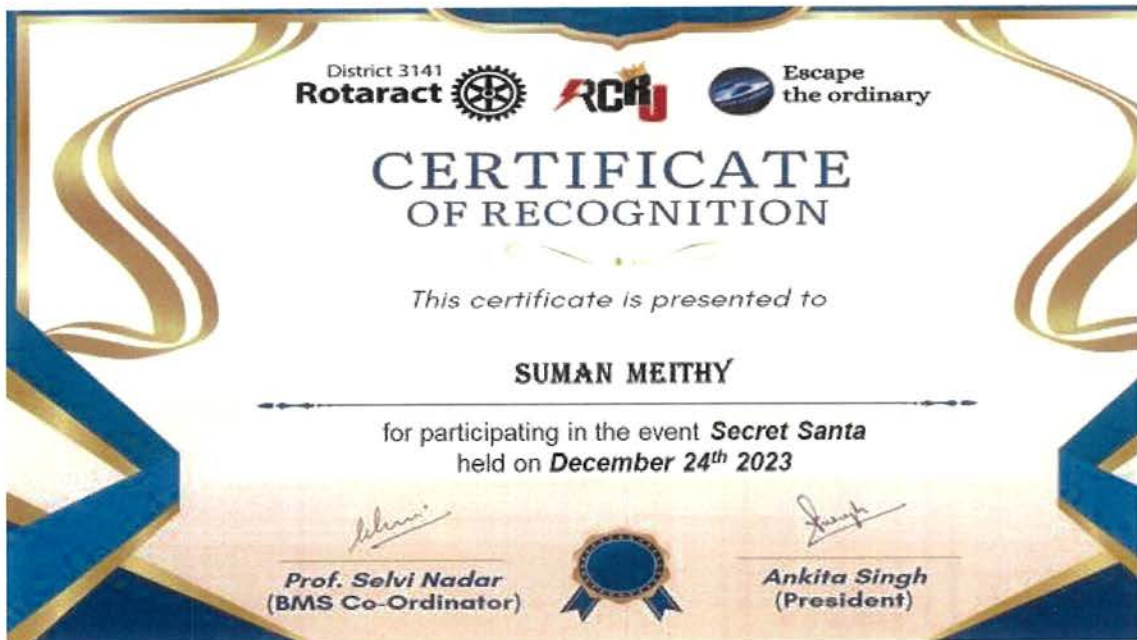 District 3141
Rotaract
RCRU
Escape
the ordinary
CERTIFICATE
OF RECOGNITION
This certificate is presented to
SUMAN MEITHY
for participating in the event Secret Santa
held on December 24th 2023
Prof. Selvi Nadar
(BMS Co-Ordinator)
Ankita Singh
(President)